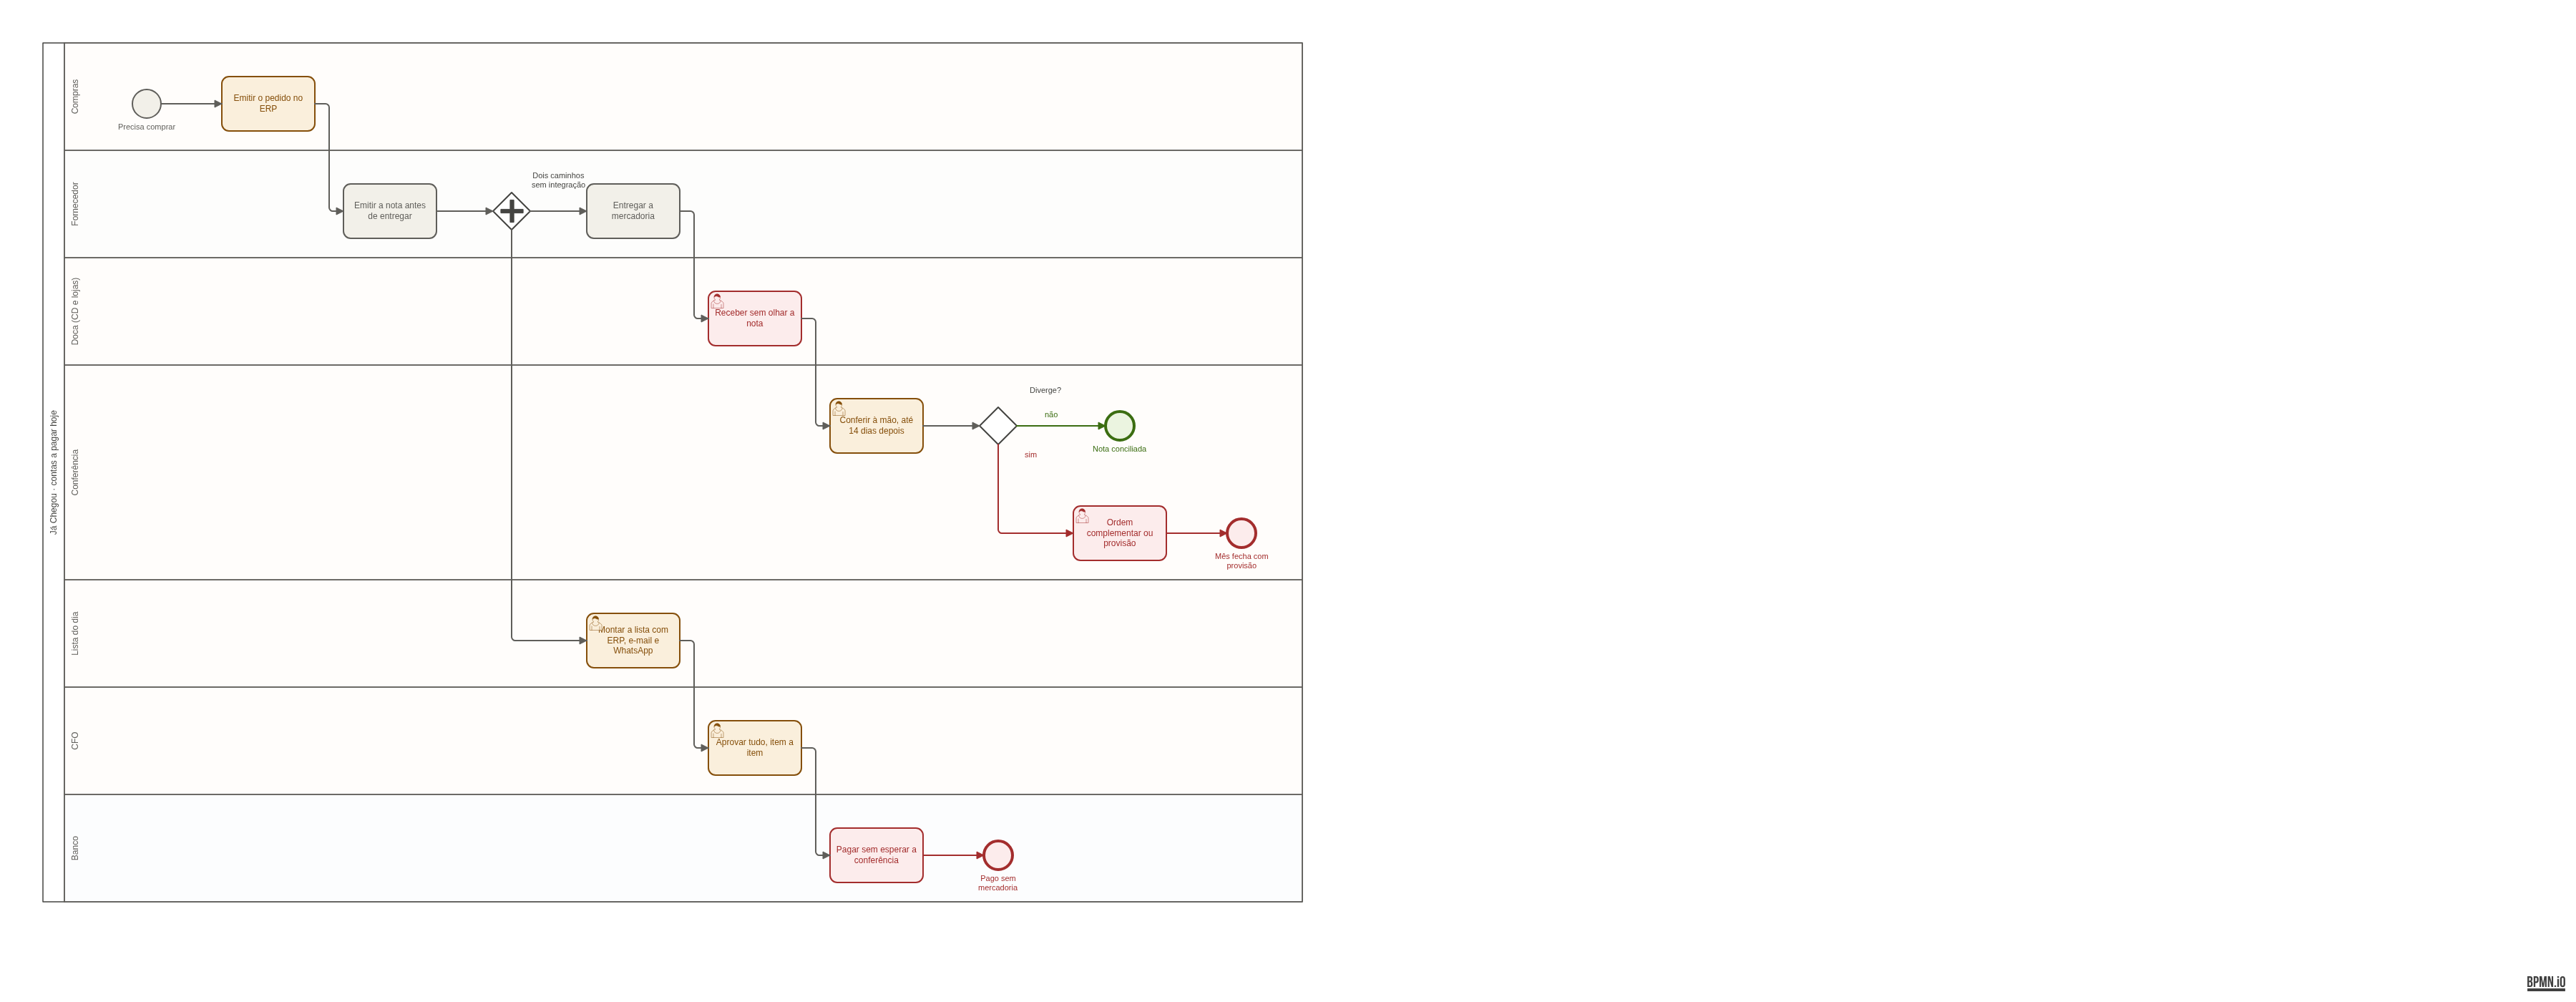 Já Chegou · contas a pagar hoje
Compras
Precisa comprar
Emitir o pedido no
ERP
Fornecedor
Emitir a nota antes
de entregar
Dois caminhos
sem integração
Entregar a
mercadoria
Doca (CD e lojas)
Receber sem olhar a
nota
Conferência
Conferir à mão, até
14 dias depois
Diverge?
não
Nota conciliada
sim
Ordem
complementar ou
provisão
Mês fecha com
provisão
Lista do dia
Montar a lista com
ERP, e-mail e
WhatsApp
CFO
Aprovar tudo, item a
item
Banco
Pagar sem esperar a
conferência
Pago sem
mercadoria
BPMN.iO